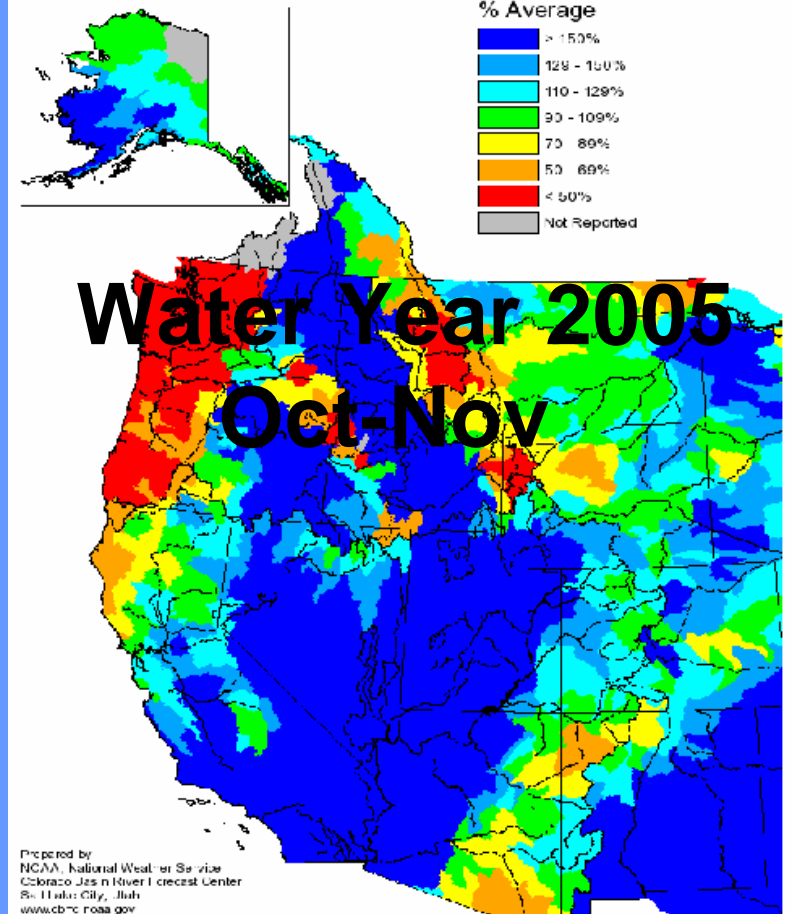 % Average
> 150%
129 - 150%
110 - 129%
90 - 109%
70 - 89%
50 - 69%
< 50%
Not Reported
Water Year 2005
Oct-Nov
Prepared by
NOAA, National Weather Service
Colorado Basin River Forecast Center
Salt Lake City, Utah
www.cbrfc.noaa.gov